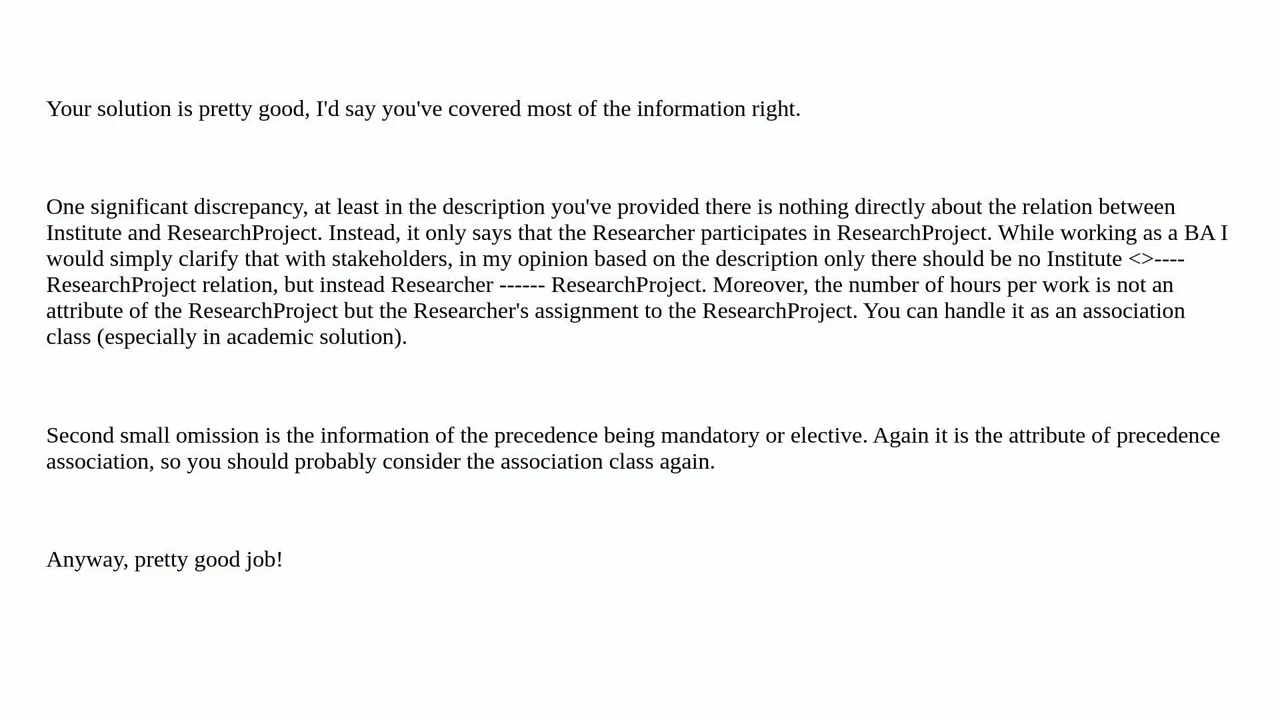 Your solution is pretty good, I'd say you've covered most of the information right.
One significant discrepancy, at least in the description you've provided there is nothing directly about the relation between
Institute and ResearchProject. Instead, it only says that the Researcher participates in ResearchProject. While working as a BA I
would simply clarify that with stakeholders, in my opinion based on the description only there should be no Institute <>----
ResearchProject relation, but instead Researcher ------ ResearchProject. Moreover, the number of hours per work is not an
attribute of the ResearchProject but the Researcher's assignment to the ResearchProject. You can handle it as an association
class (especially in academic solution).
Second small omission is the information of the precedence being mandatory or elective. Again it is the attribute of precedence
association, so you should probably consider the association class again.
Anyway, pretty good job!